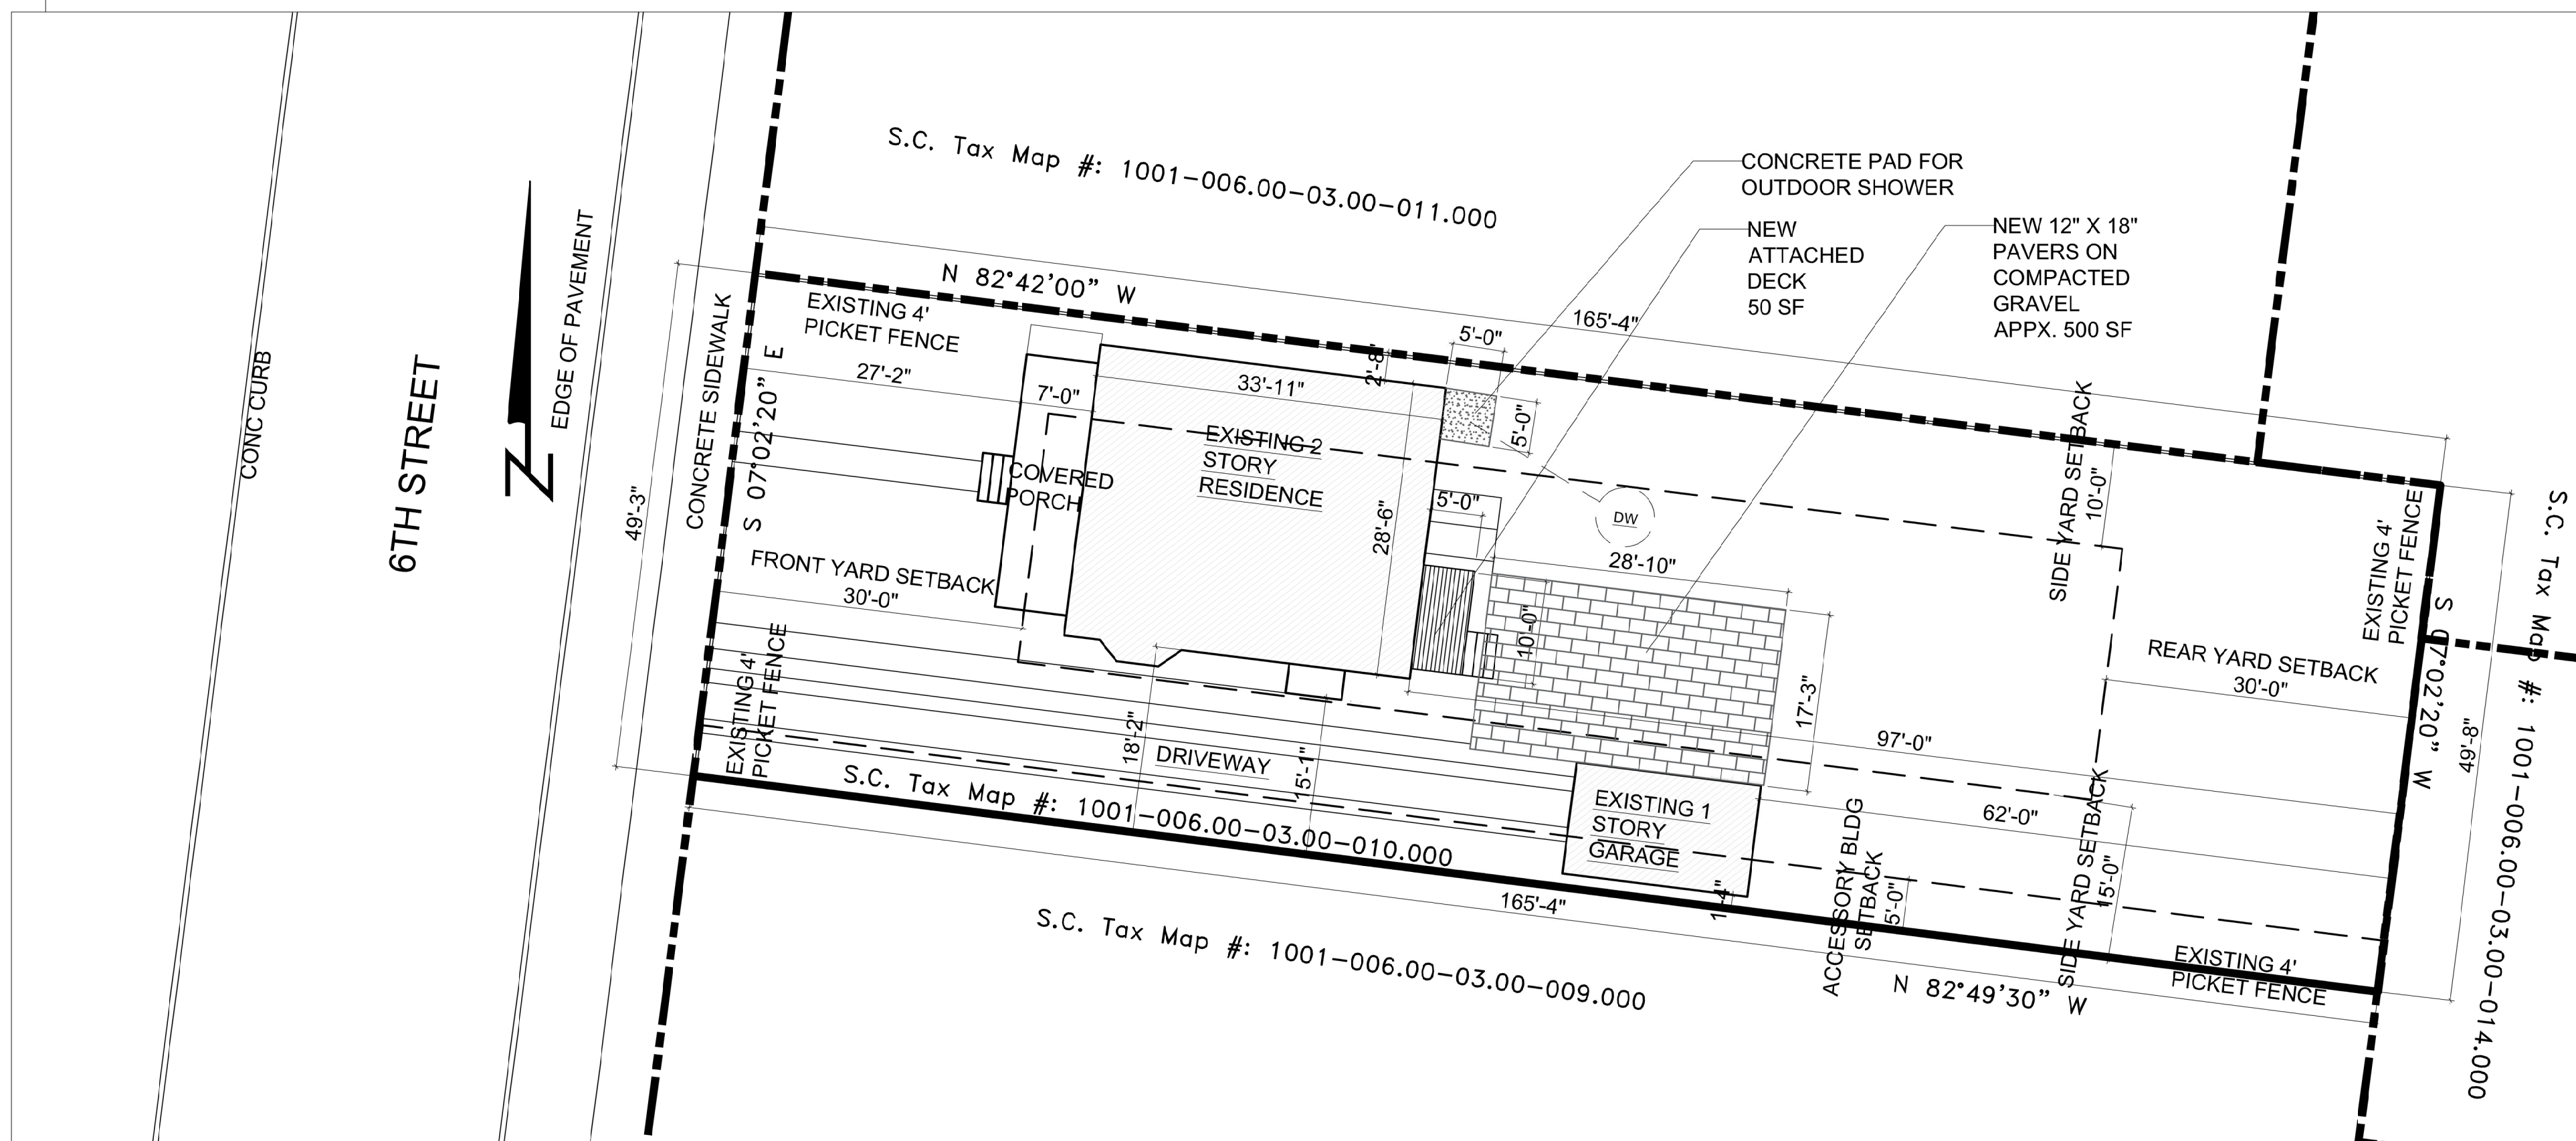 S.C. Tax Map #: 1001-006.00-03.00-011.000
CONCRETE PAD FOR
OUTDOOR SHOWER
NEW
ATTACHED
DECK
50 SF
NEW 12" X 18"
PAVERS ON
COMPACTED
GRAVEL
APPX. 500 SF
CONC CURB
6TH STREET
N
EDGE OF PAVEMENT
CONCRETE SIDEWALK
49'-3"
S 07°02'20” E
N 82°42'00” W
165'-4"
EXISTING 4'
PICKET FENCE
27'-2"
7'-0"
33'-11"
2'-8"
5'-0"
5'-0"
COVERED
PORCH
EXISTING 2
STORY
RESIDENCE
28'-6"
5'-0"
DW
28'-10"
10'-0"
17'-3"
FRONT YARD SETBACK
30'-0"
EXISTING 4'
PICKET FENCE
18'-2"
DRIVEWAY
15'-1"
S.C. Tax Map #: 1001-006.00-03.00-010.000
EXISTING 1
STORY
GARAGE
1'-4"
165'-4"
97'-0"
62'-0"
SIDE YARD SETBACK
10'-0"
EXISTING 4'
PICKET FENCE
REAR YARD SETBACK
30'-0"
S 07°02'20” W
49'-8"
S.C. Tax Map #: 1001-006.00-03.00-014.000
ACCESSORY BLDG
SETBACK
5'-0"
SIDE YARD SETBACK
15'-0"
EXISTING 4'
PICKET FENCE
N 82°49'30” W
S.C. Tax Map #: 1001-006.00-03.00-009.000